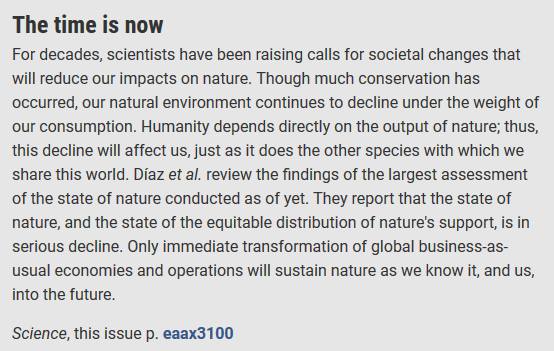 The time is now
For decades, scientists have been raising calls for societal changes that
will reduce our impacts on nature. Though much conservation has
occurred, our natural environment continues to decline under the weight of
our consumption. Humanity depends directly on the output of nature; thus,
this decline will affect us, just as it does the other species with which we
share this world. Díaz et al. review the findings of the largest assessment
of the state of nature conducted as of yet. They report that the state of
nature, and the state of the equitable distribution of nature's support, is in
serious decline. Only immediate transformation of global business-as-
usual economies and operations will sustain nature as we know it, and us,
into the future.
Science, this issue p. eaax3100